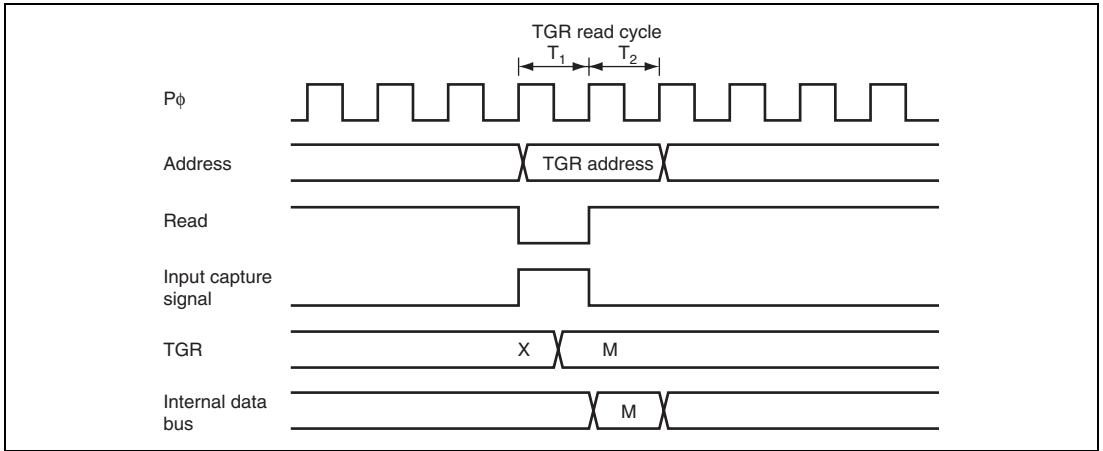 TGR read cycle
T1 T2
Pϕ
Address
TGR address
Read
Input capture
signal
TGR
X M
Internal data
bus
M